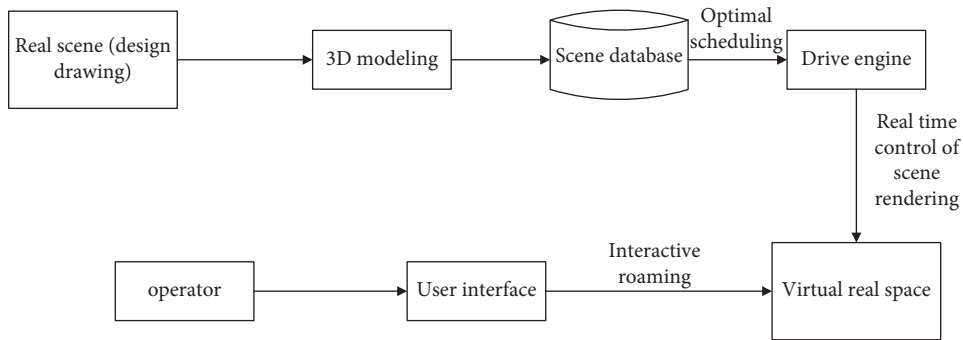 Real scene (design
drawing)
3D modeling
Scene database
Optimal
scheduling
Drive engine
Real time
control of
scene
rendering
operator
User interface
Interactive
roaming
Virtual real space